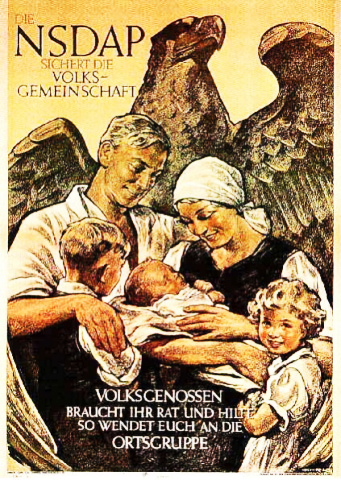 DIE
NSDAP
SICHERT DIE
VOLKS-
GEMEINSCHAFT
VOLKSGENOSSEN
BRAUCHT IHR RAT UND HILFE
SO WENDET EUCH AN DIE
ORTSGRUPPE